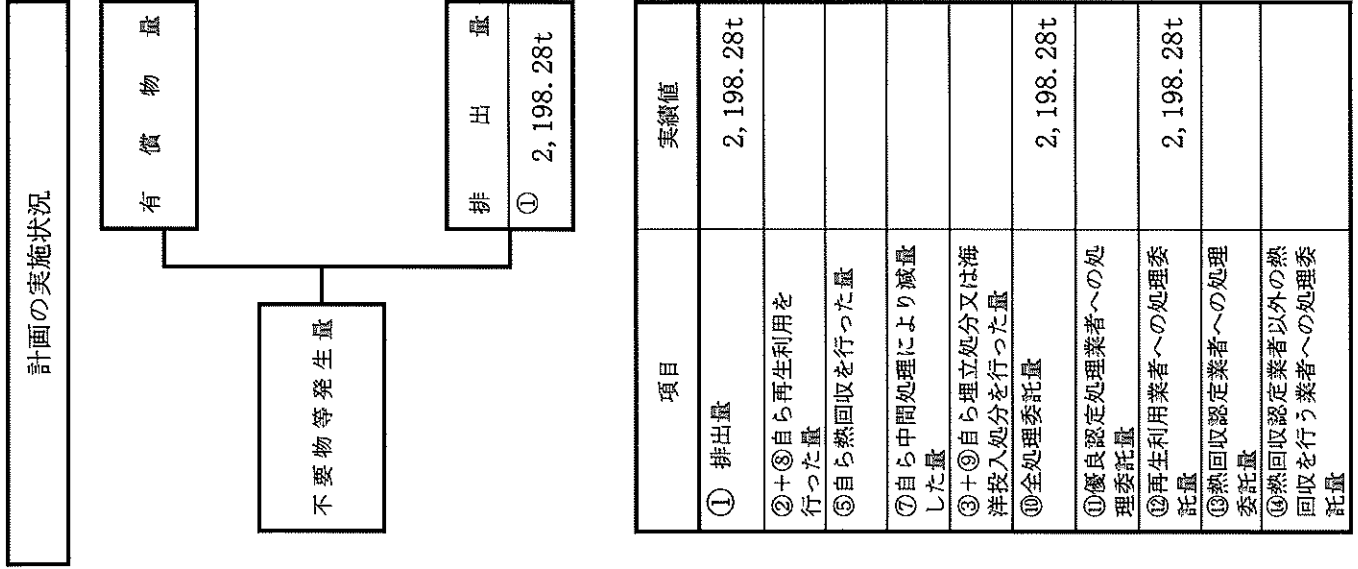 計画の実施状況
有償物量
不要物等発生量
排出量
① 2,198.28t
項目 実績値
① 排出量 2,198.28t
②+⑧自ら再生利用を
行った量
⑤自ら熱回収を行った量
⑦自ら中間処理により減量
した量
③+⑨自ら埋立処分又は海
洋投入処分を行った量
⑩全処理委託量 2,198.28t
⑪優良認定処理業者への処
理委託量
⑫再生利用業者への処理委 2,198.28t
託量
⑬熱回収認定業者への処理
委託量
⑭熱回収認定業者以外の熱
回収を行う業者への処理委
託量